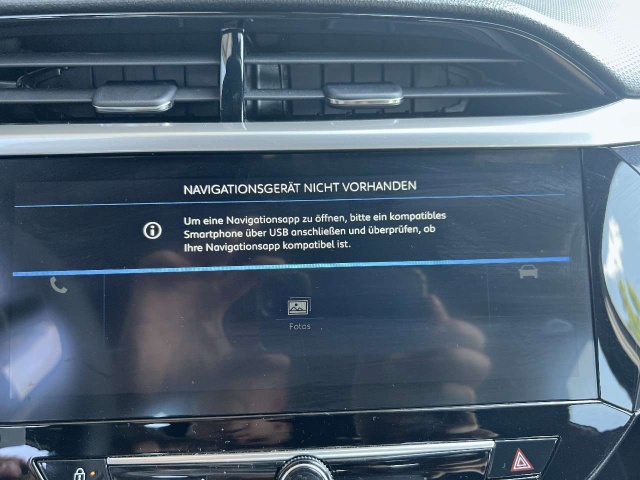 NAVIGATIONSGERÄT NICHT VORHANDEN
Um eine Navigationsapp zu öffnen, bitte ein kompatibles
Smartphone über USB anschließen und überprüfen, ob
Ihre Navigationsapp kompatibel ist.
Fotos